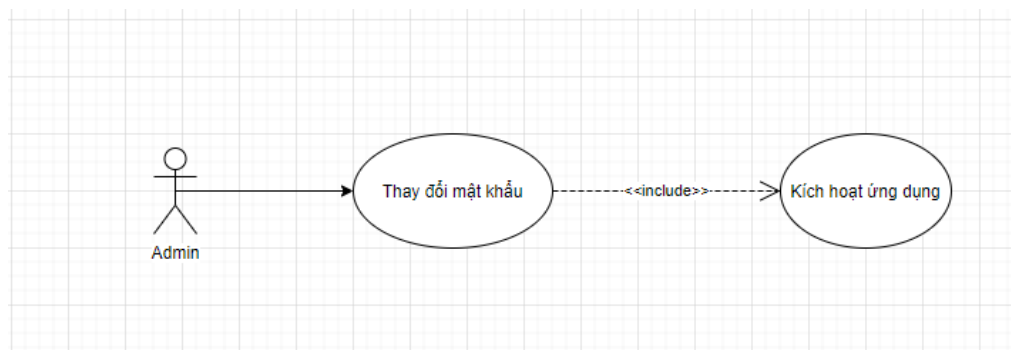 Thay đổi mật khẩu
<<include>>
Kích hoạt ứng dụng
Admin